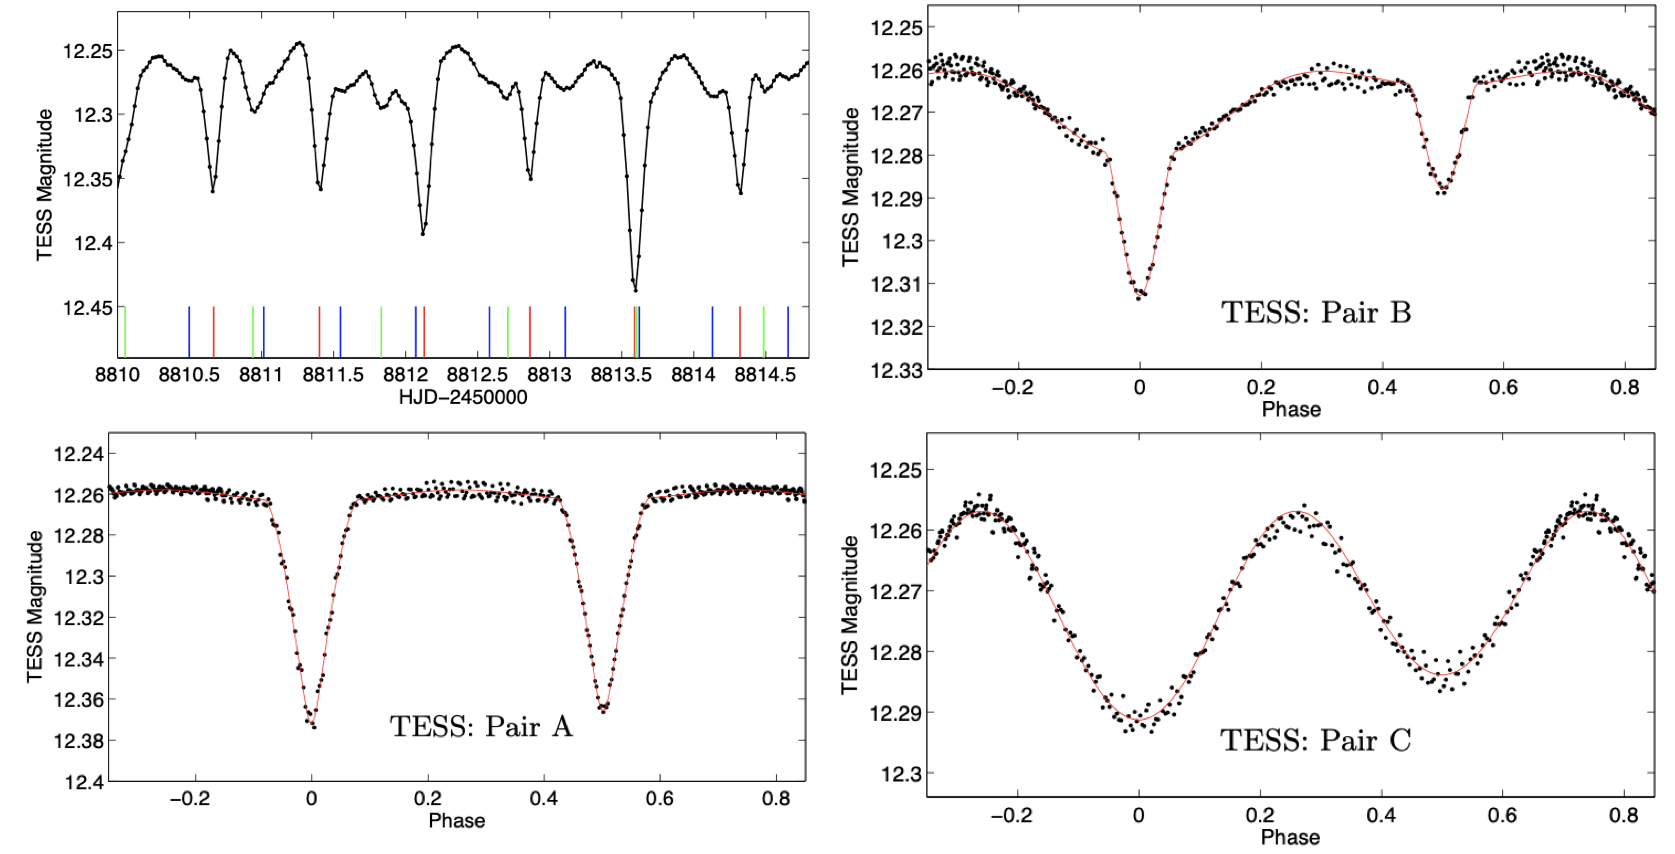 TESS Magnitude
12.25
12.3
12.35
12.4
12.45
8810 8810.5 8811 8811.5 8812 8812.5 8813 8813.5 8814 8814.5
HJD−2450000
TESS Magnitude
12.25
12.26
12.27
12.28
12.29
12.3
12.31
12.32
12.33
TESS: Pair B
−0.2 0 0.2 0.4 0.6 0.8
Phase
TESS Magnitude
12.24
12.26
12.28
12.3
12.32
12.34
12.36
12.38
12.4
TESS: Pair A
−0.2 0 0.2 0.4 0.6 0.8
Phase
TESS Magnitude
12.25
12.26
12.27
12.28
12.29
12.3
TESS: Pair C
−0.2 0 0.2 0.4 0.6 0.8
Phase